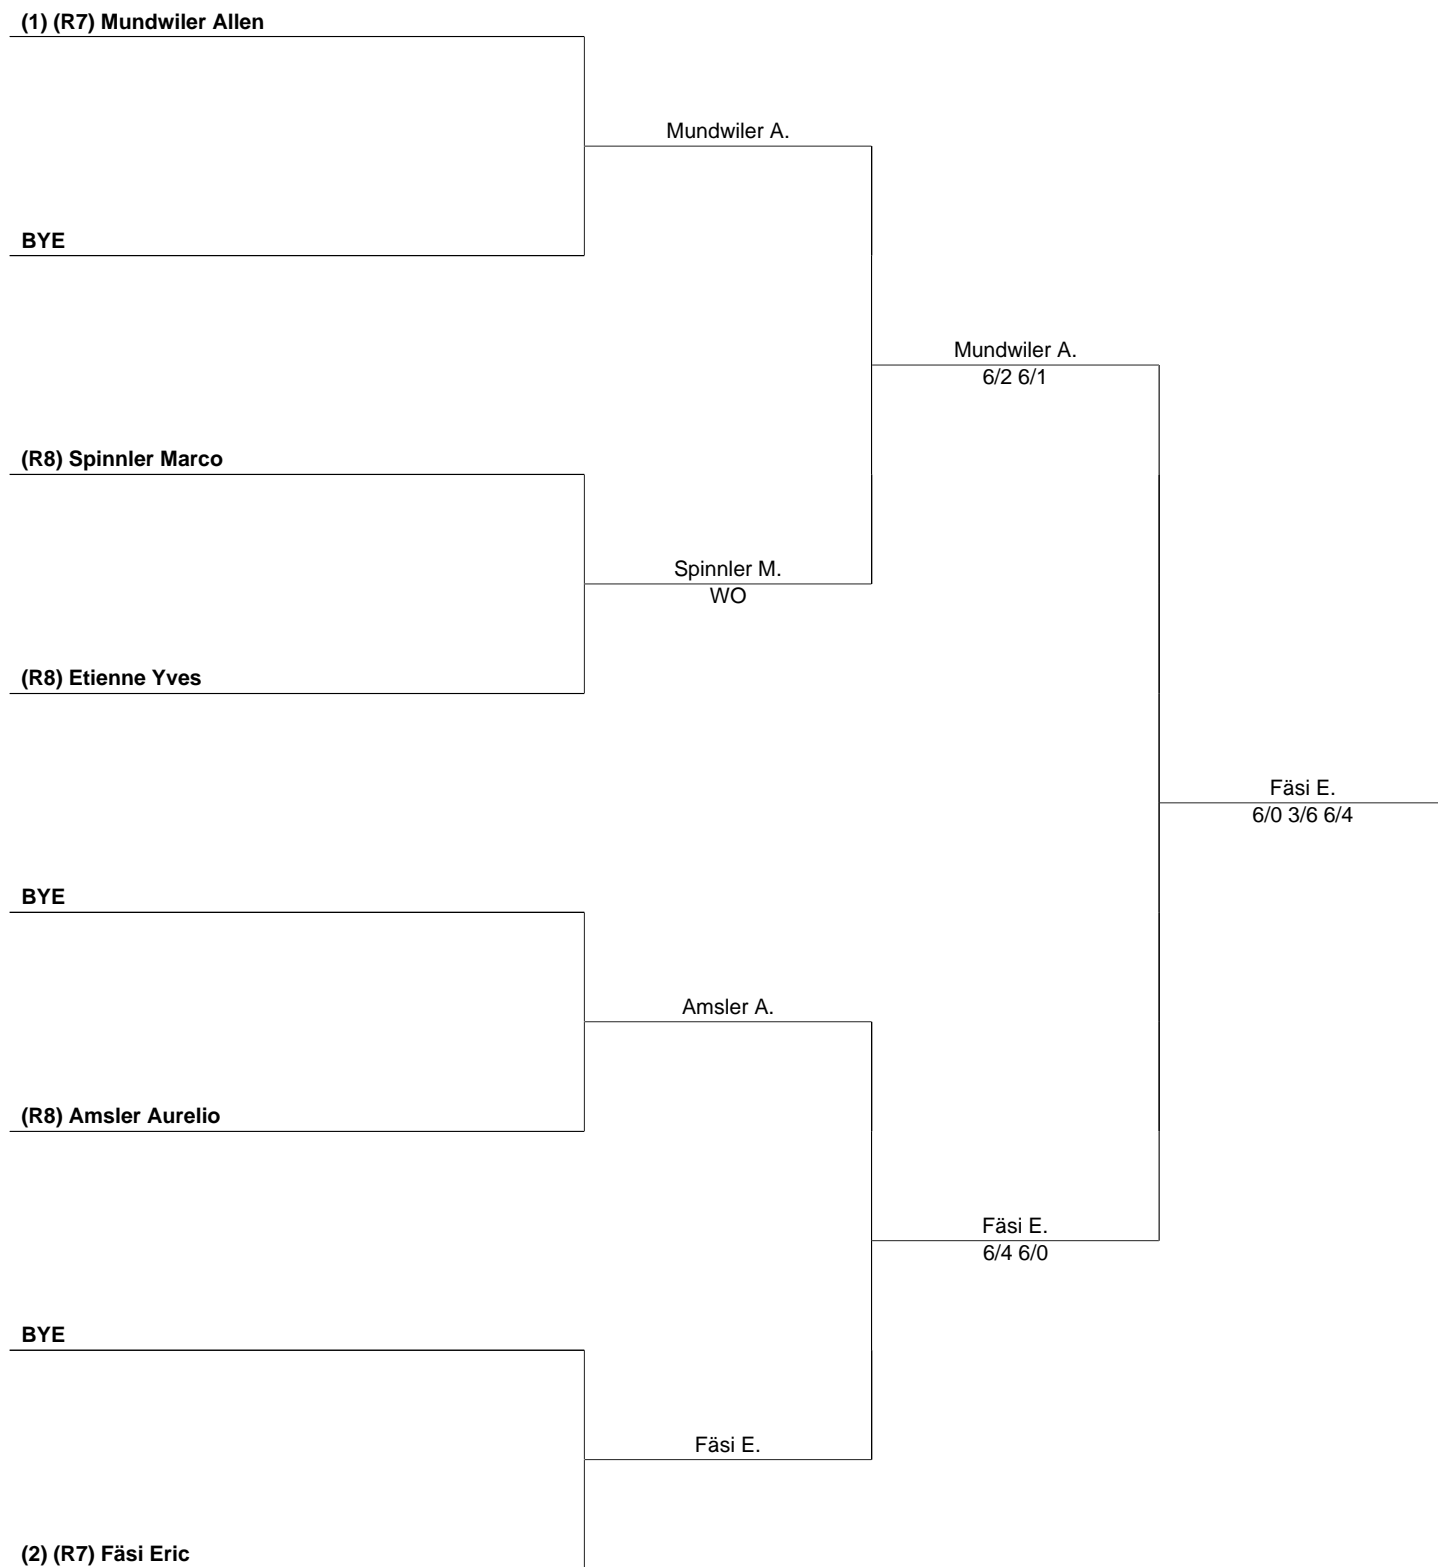 (1) (R7) Mundwiler Allen
Mundwiler A.
BYE
Mundwiler A.
6/2 6/1
(R8) Spinnler Marco
Spinnler M.
WO
(R8) Etienne Yves
Fäsi E.
6/0 3/6 6/4
BYE
Amsler A.
(R8) Amsler Aurelio
Fäsi E.
6/4 6/0
BYE
Fäsi E.
(2) (R7) Fäsi Eric